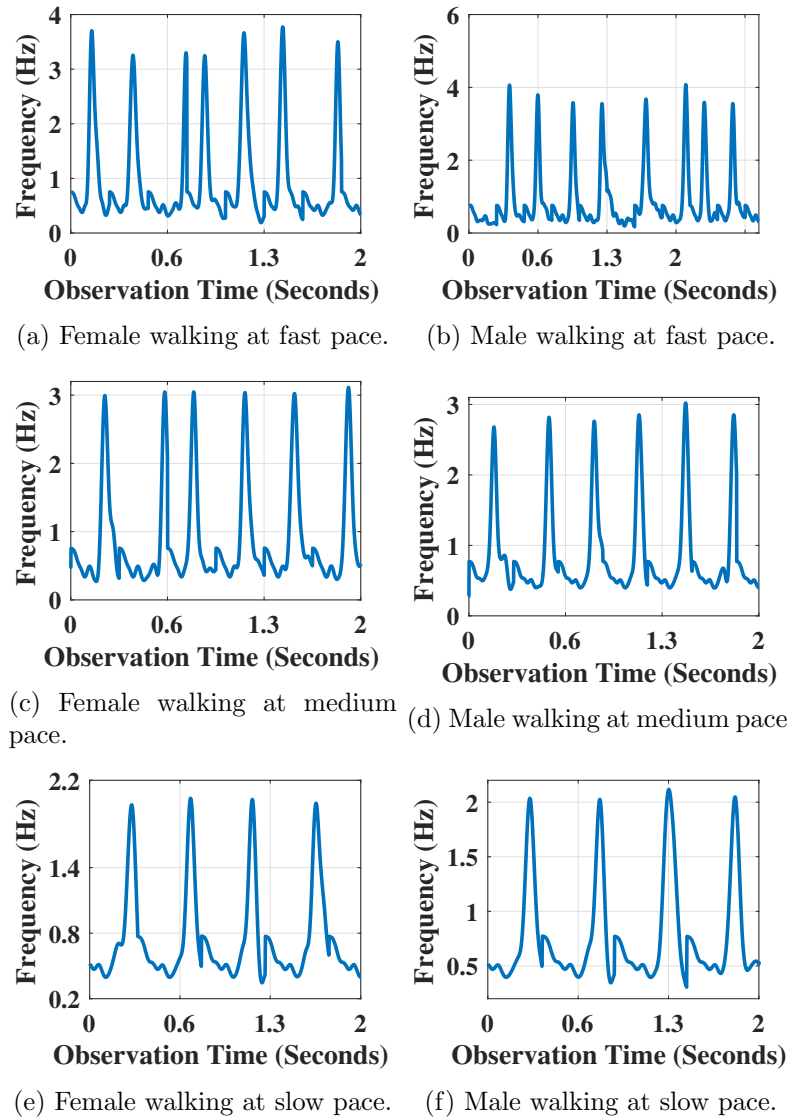 4
3
2
1
0
Frequency (Hz)
0 0.6 1.3 2
Observation Time (Seconds)
(a) Female walking at fast pace.
6
4
2
0
Frequency (Hz)
0 0.6 1.3 2
Observation Time (Seconds)
(b) Male walking at fast pace.
3
2
1
0
Frequency (Hz)
0 0.6 1.3 2
Observation Time (Seconds)
(c) Female walking at medium
pace.
3
2
1
0
Frequency (Hz)
0 0.6 1.3 2
Observation Time (Seconds)
(d) Male walking at medium pace
2.2
1.4
0.8
0.2
Frequency (Hz)
0 0.6 1.3 2
Observation Time (Seconds)
(e) Female walking at slow pace.
2
1.5
1
0.5
Frequency (Hz)
0 0.6 1.3 2
Observation Time (Seconds)
(f) Male walking at slow pace.